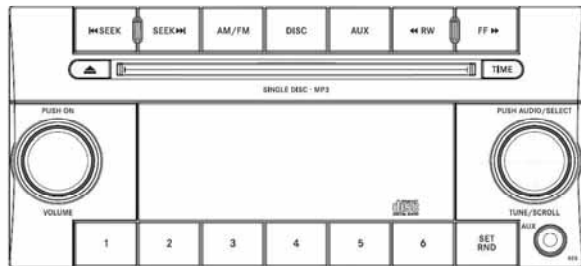 SEEK SEEK AM/FM DISC AUX RW FF
TIME
SINGLE DISC - MP3
PUSH ON PUSH AUDIO/SELECT
disc
VOLUME TUNE/SCROLL
1 2 3 4 5 6 SET RND AUX